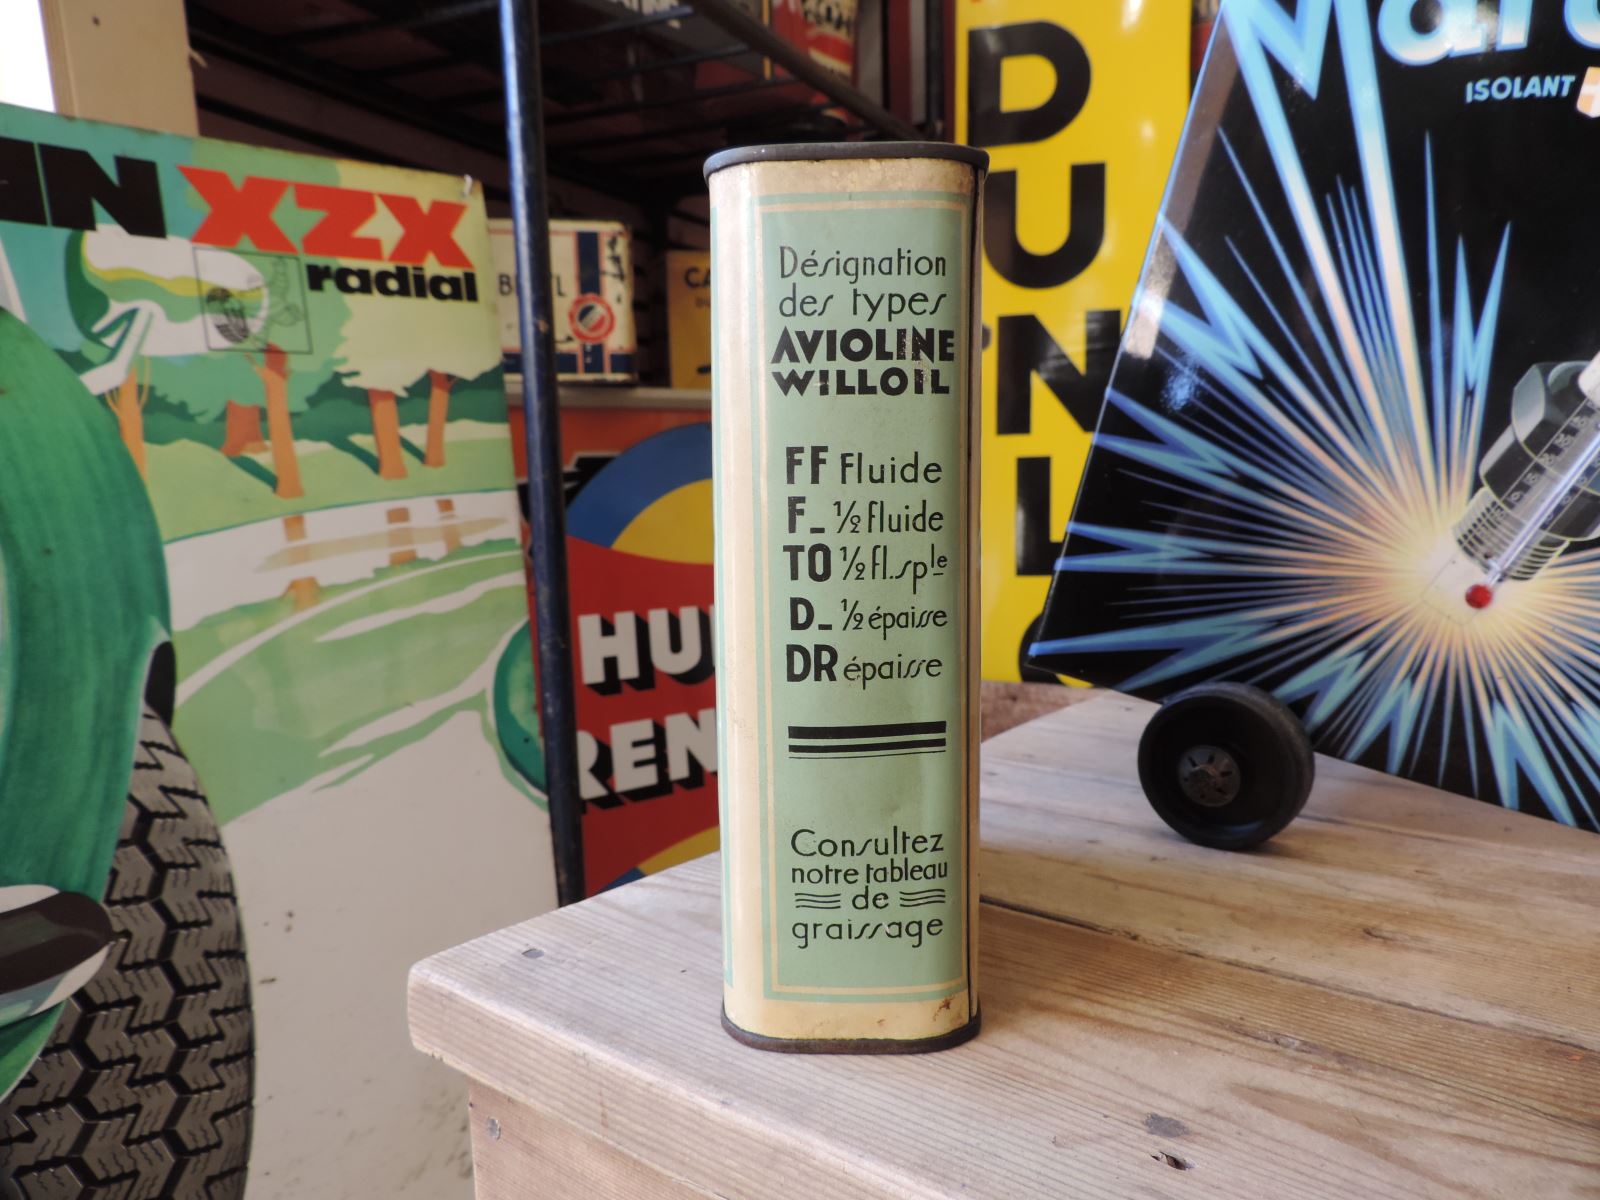 XZX
radial
DUNLO
ISOLANT
Désignation
des types
AVIOLINE
WILLOIL
FF Fluide
F_ ½ fluide
TO ½ fl. sple
D_ ½ épaisse
DR épaisse
Consultez
notre tableau
de
graissage